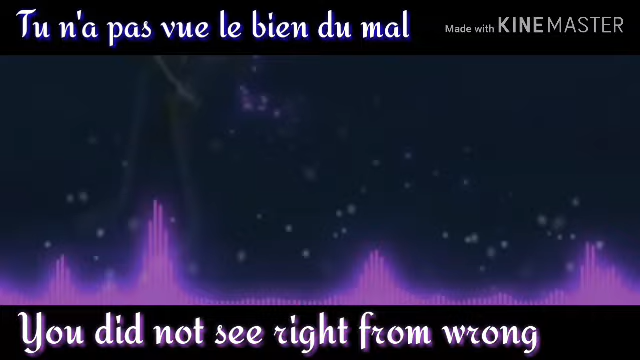 Tu n'a pas vue le bien du mal
Made with KINEMASTER
You did not see right from wrong